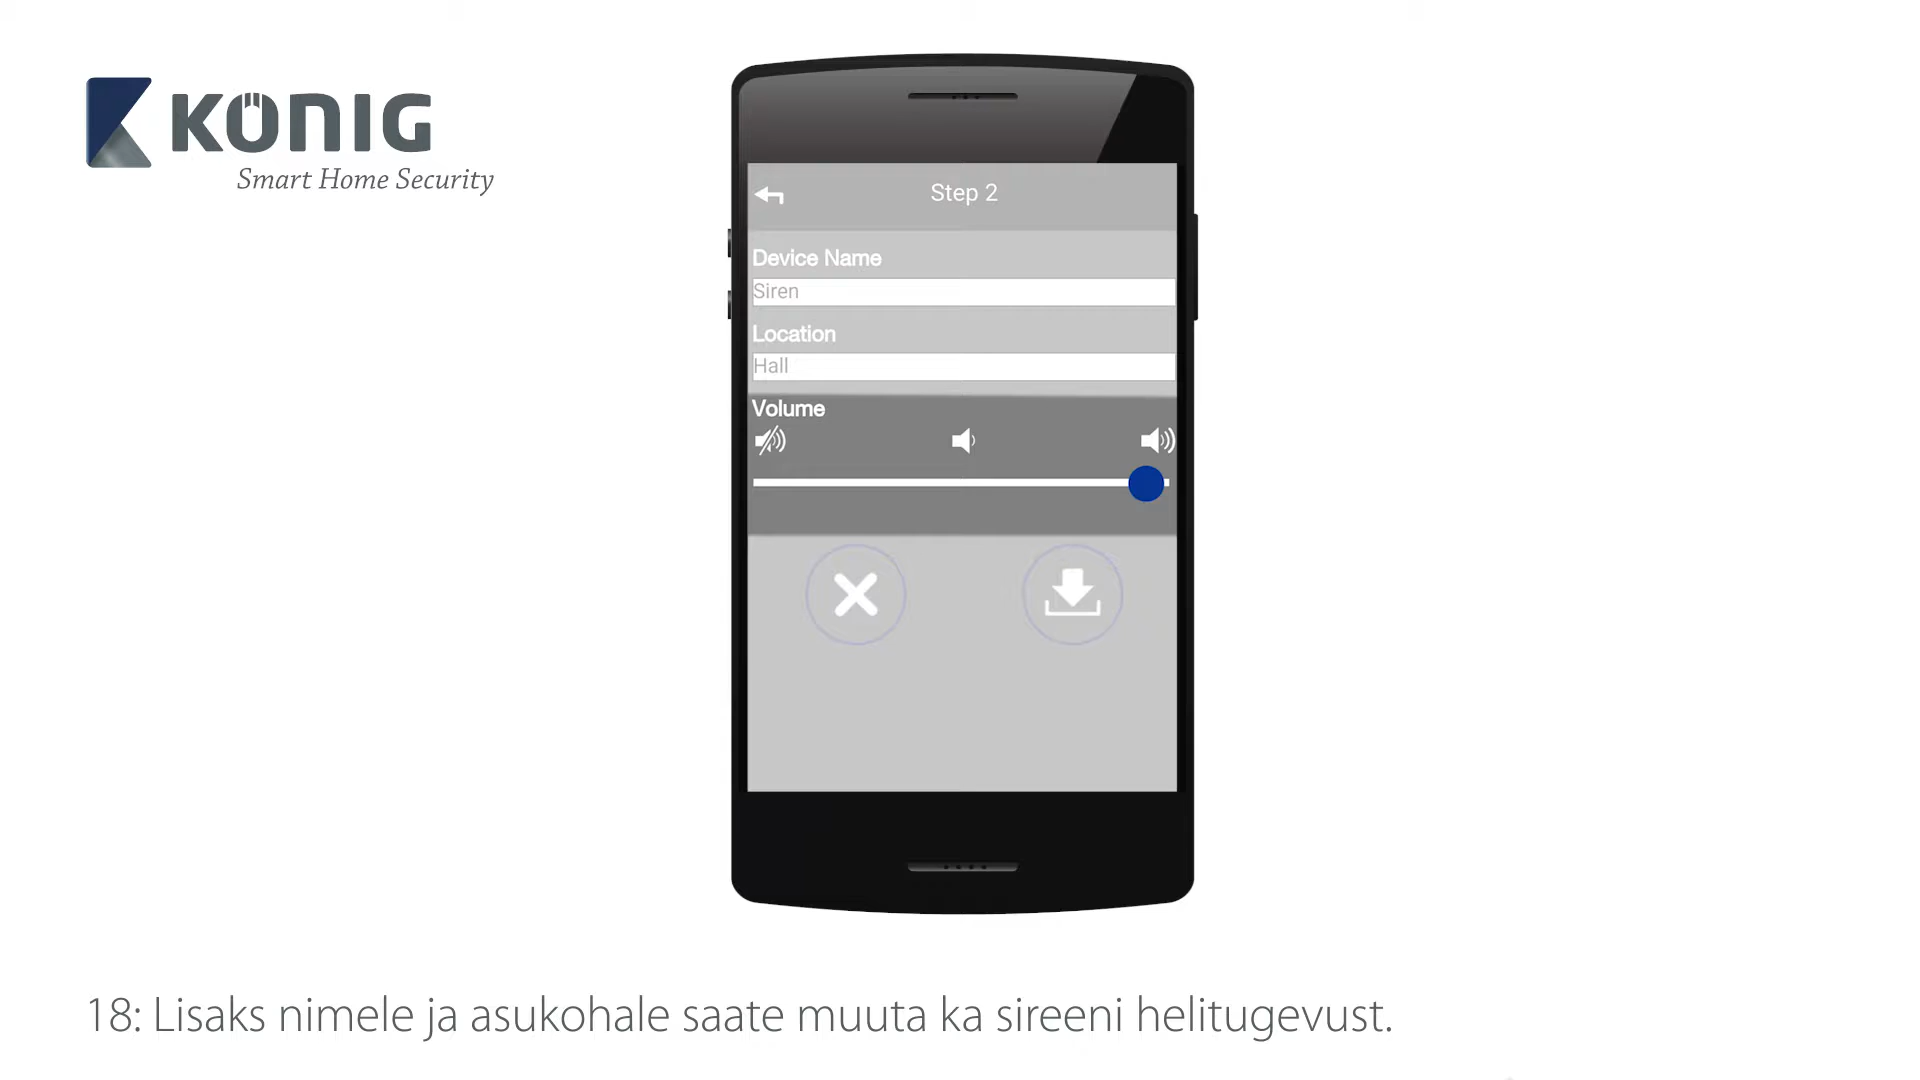 KÖNIG
Smart Home Security
Step 2
Device Name
Siren
Location
Hall
Volume
18: Lisaks nimele ja asukohale saate muuta ka sireeni helitugevust.